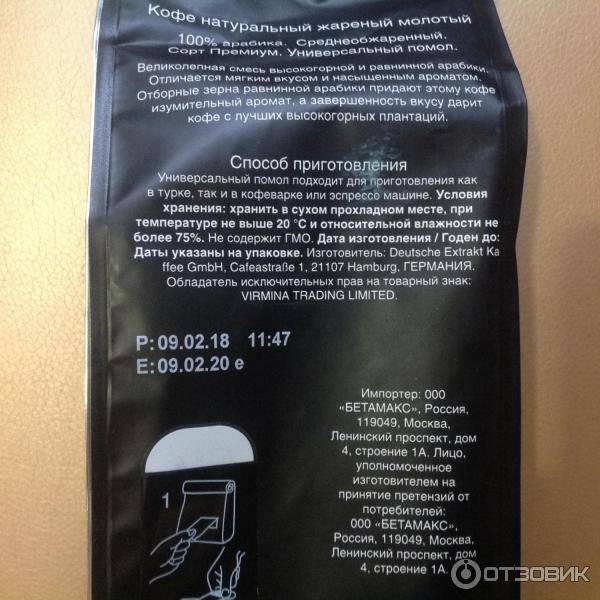 Кофе натуральный жареный молотый
100% арабика. Среднеобжаренный.
Сорт Премиум. Универсальный помол.
Великолепная смесь высокогорной и равнинной арабики.
Отличается мягким вкусом и насыщенным ароматом.
Отборные зерна равнинной арабики придают этому кофе
изумительный аромат, а завершенность вкусу дарит
кофе с лучших высокогорных плантаций.
Способ приготовления
Универсальный помол подходит для приготовления как
в турке, так и в кофеварке или эспрессо машине. Условия
хранения: хранить в сухом прохладном месте, при
температуре не выше 20 °С и относительной влажности не
более 75%. Не содержит ГМО. Дата изготовления / Годен до:
Даты указаны на упаковке. Изготовитель: Deutsche Extrakt Ka
ffee GmbH, Cafeastraße 1, 21107 Hamburg, ГЕРМАНИЯ.
Обладатель исключительных прав на товарный знак:
VIRMINA TRADING LIMITED.
P:09.02.18 11:47
E:09.02.20 e
Импортер: ООО
«БЕТАМАКС», Россия,
119049, Москва,
Ленинский проспект, дом
4, строение 1А. Лицо,
уполномоченное
изготовителем на
принятие претензий от
потребителей:
ООО «БЕТАМАКС»,
Россия, 119049, Москва,
Ленинский проспект, дом
4, строение 1А.
1
ОТЗОВИК